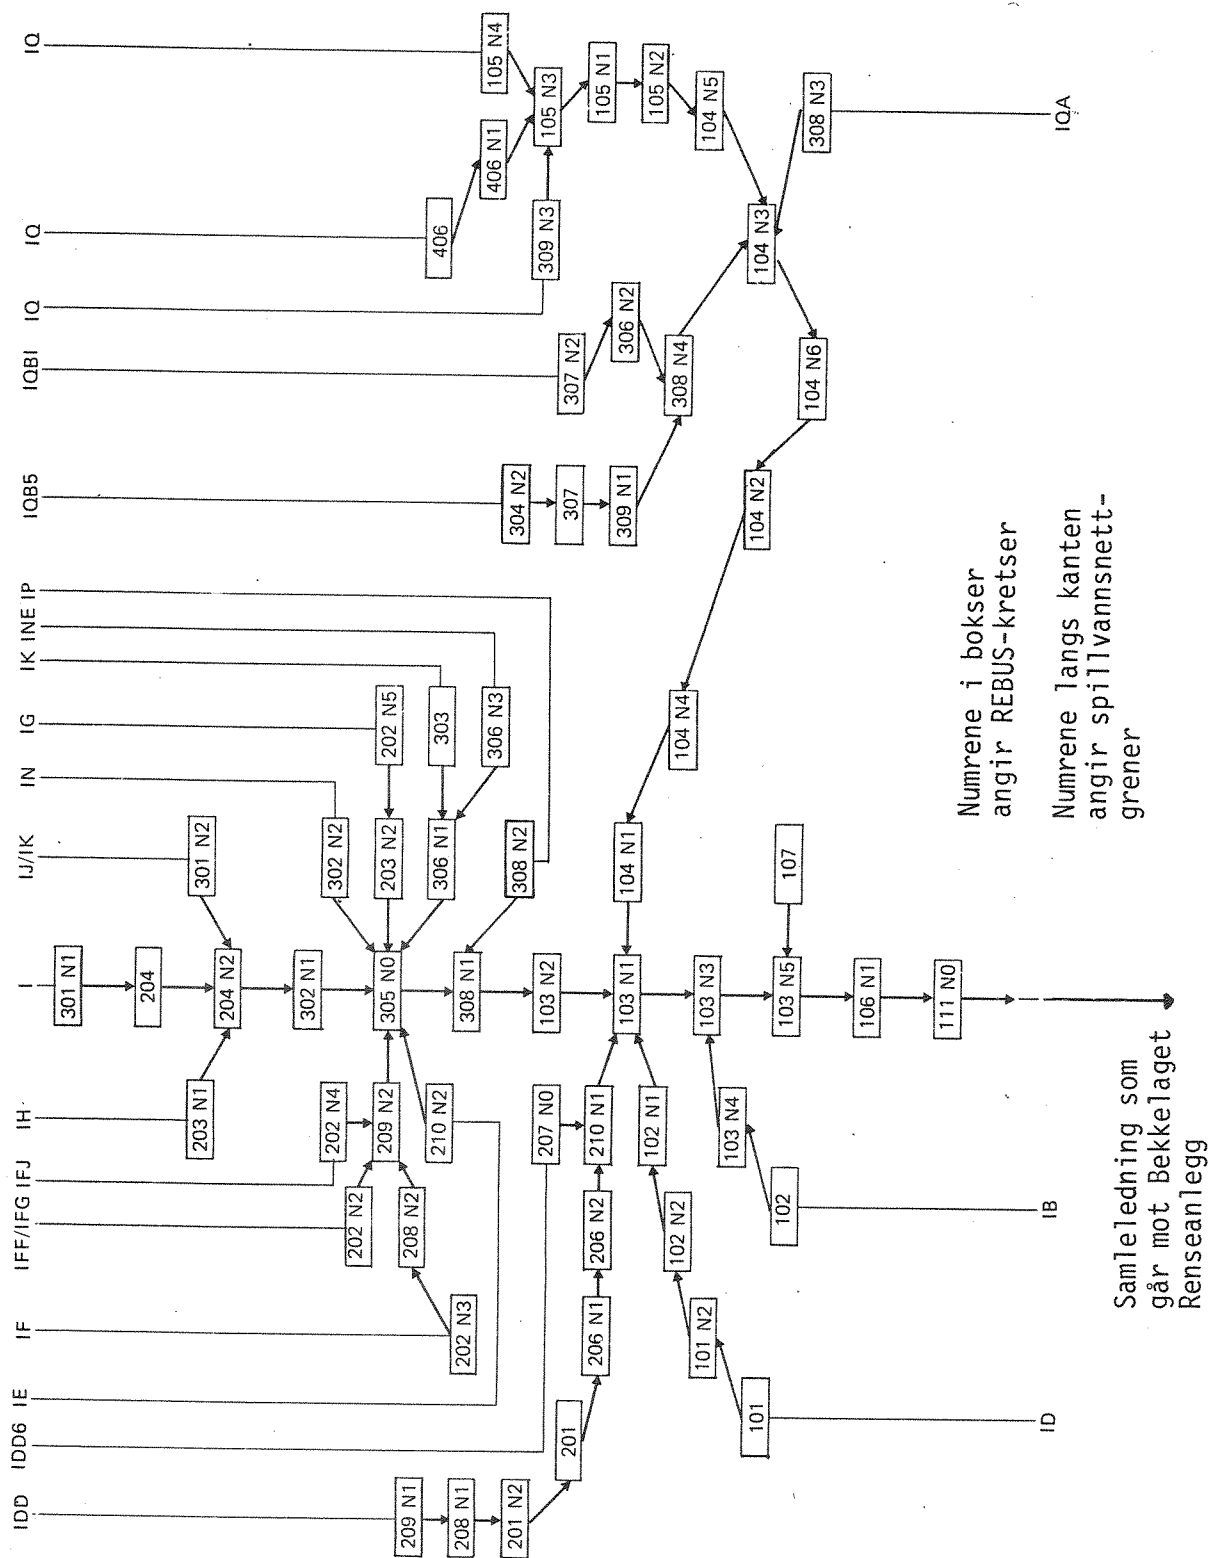 IDD
IDD6
IE
IF
IFF/IFG
IFJ
IH
I
IJ/IK
IN
IG
IK
INE
IP
IQB5
IQB1
IQ
IQ
IQ
301 N1
204
203 N1
204 N2
301 N2
302 N1
202 N4
302 N2
202 N2
209 N2
305 N0
203 N2
202 N5
208 N2
210 N2
306 N1
303
202 N3
308 N1
308 N2
306 N3
209 N1
208 N1
201 N2
201
207 N0
103 N2
206 N1
206 N2
210 N1
103 N1
104 N1
102 N1
102 N2
101 N2
101
103 N3
103 N4
102
103 N5
107
106 N1
111 N0
104 N4
104 N2
104 N6
104 N3
304 N2
307
309 N1
307 N2
306 N2
308 N4
406
406 N1
105 N4
309 N3
105 N3
105 N1
105 N2
104 N5
308 N3
ID
IB
IQA
Samleledning som
går mot Bekkelaget
Renseanlegg
Numrene i bokser
angir REBUS-kretser
Numrene langs kanten
angir spillvannsnett-
grener